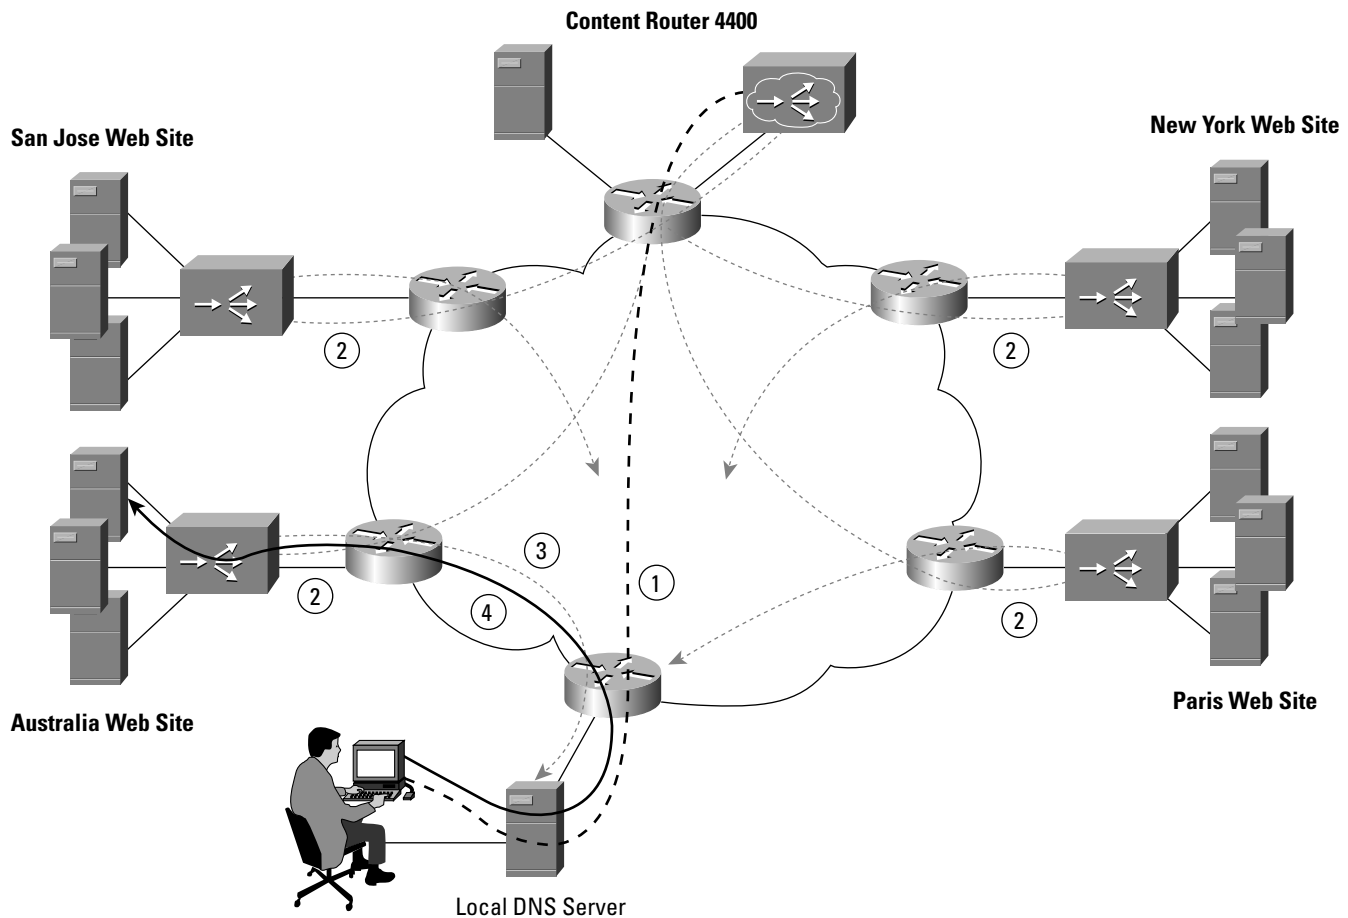 Content Router 4400
San Jose Web Site
New York Web Site
2
2
3
1
2
4
2
Australia Web Site
Paris Web Site
Local DNS Server